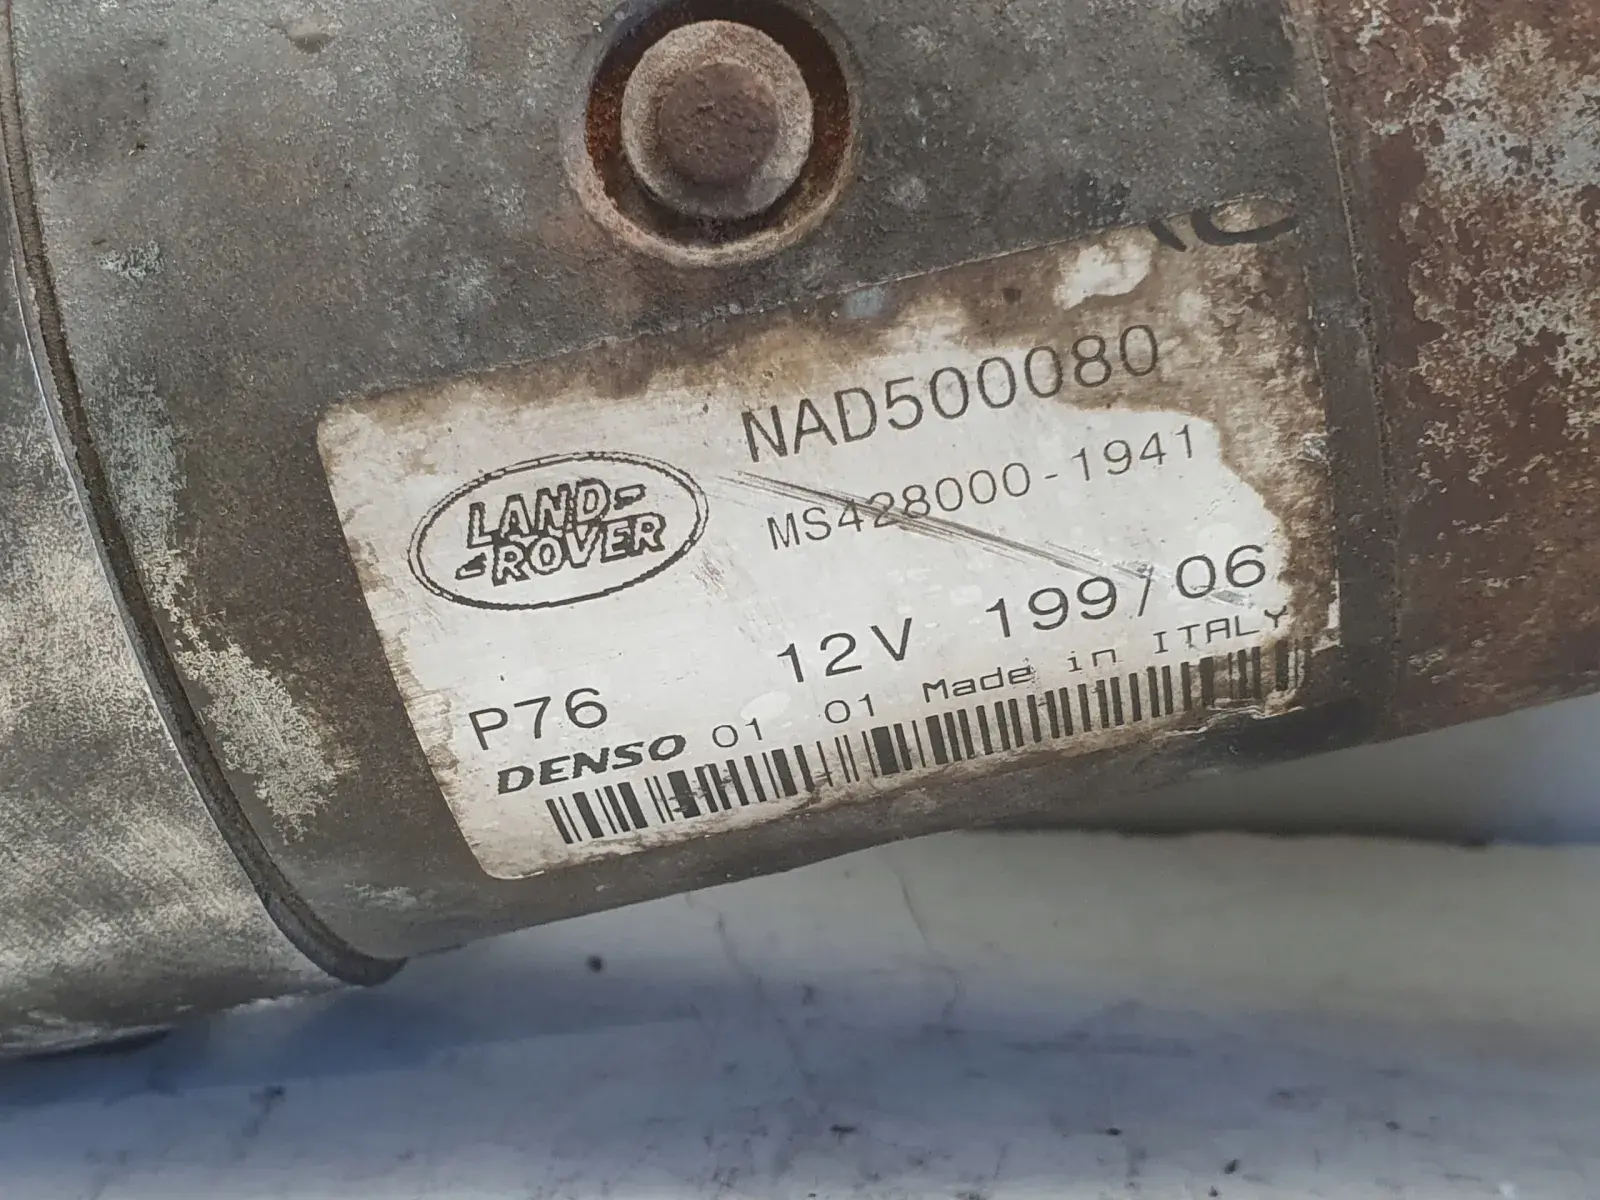 NAD500080
LAND-
-ROVER
MS428000-1941
P76 12V 199/06
DENSO 01 01 Made in ITALY